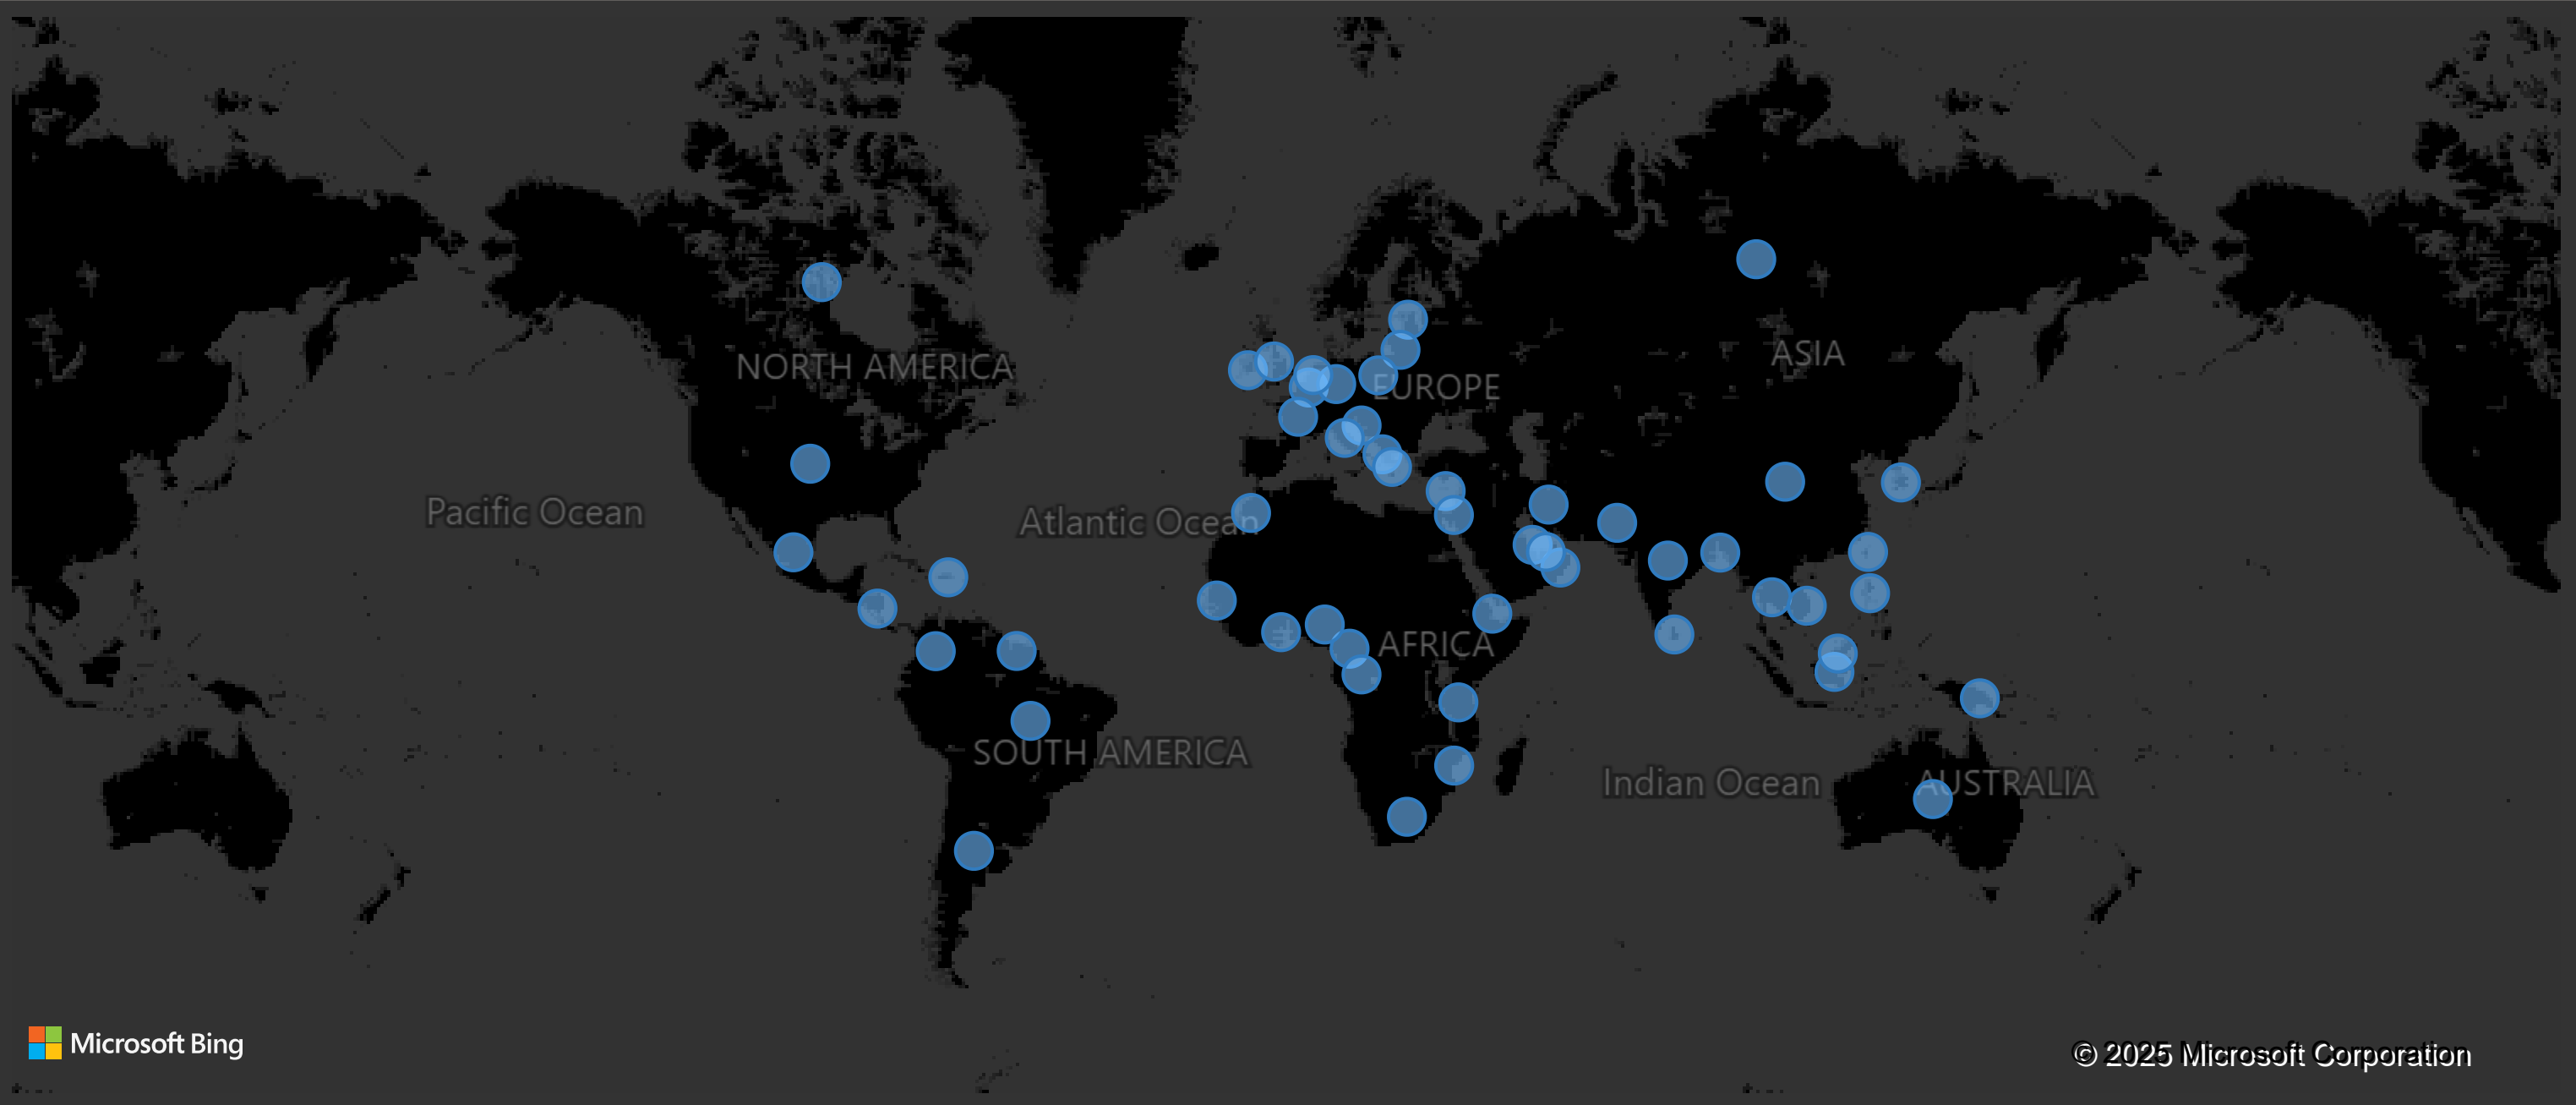 NORTH AMERICA
ASIA
EUROPE
Pacific Ocean
Atlantic Ocean
AFRICA
SOUTH AMERICA
Indian Ocean
AUSTRALIA
Microsoft Bing
© 2025 Microsoft Corporation